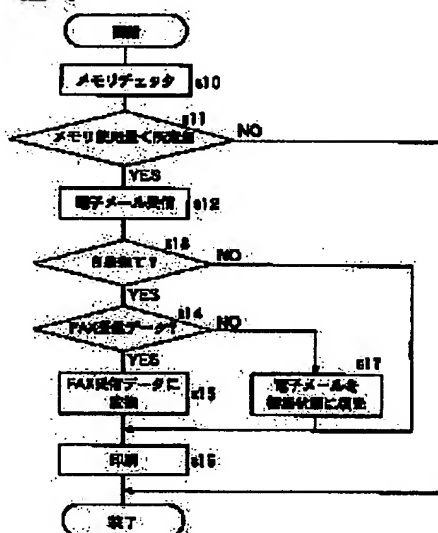 開始
メモリチェック
s10
s11
メモリ使用量<所定量
NO
YES
電子メール受信
s12
s13
NO
YES
s14
FAX受信データ?
NO
YES
s17
FAX受信データに
変換
s15
電子メールを
印刷
s16
終了